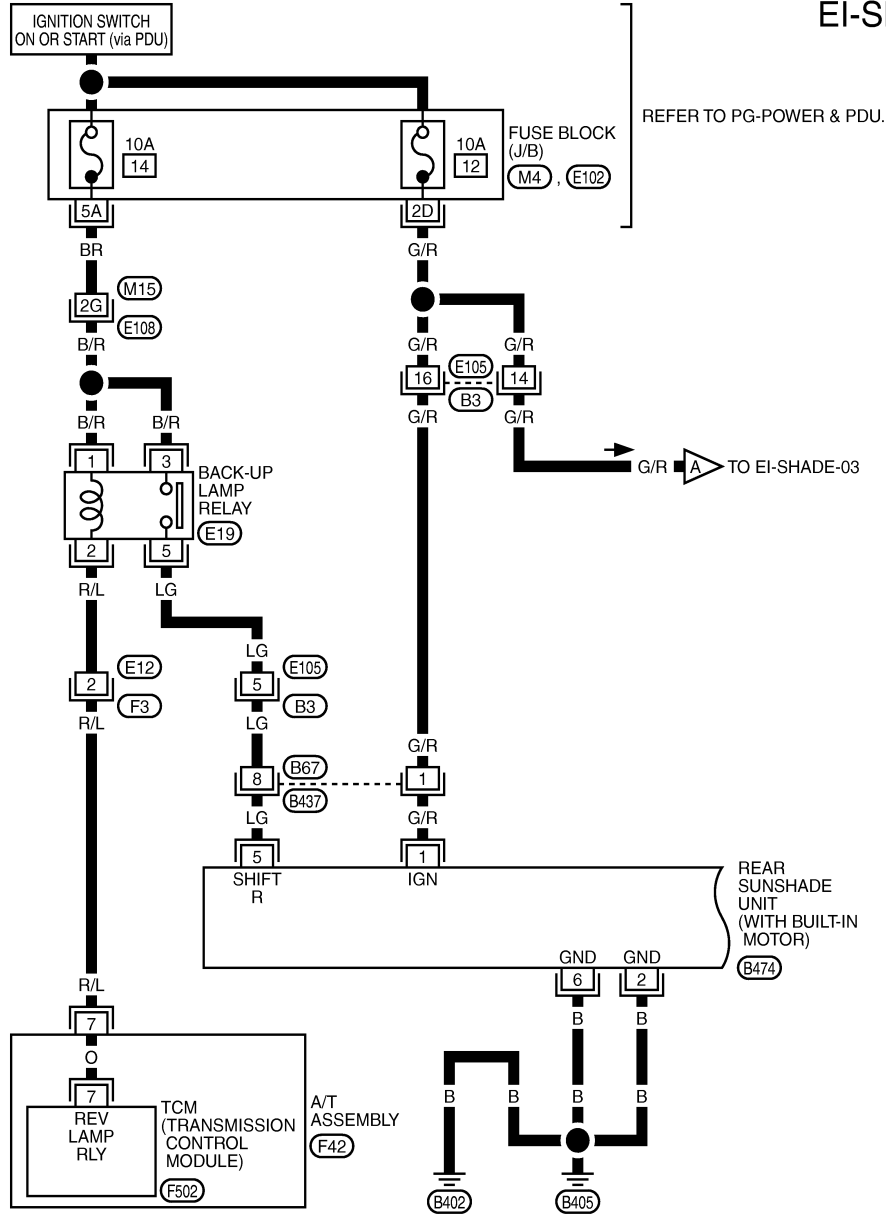 EI-SH
IGNITION SWITCH
ON OR START (via PDU)
REFER TO PG-POWER & PDU.
10A
14
10A
12
FUSE BLOCK
(J/B)
M4 , E102
5A
2D
BR
G/R
2G
M15
E108
B/R
G/R
G/R
16
E105
B3
14
B/R
B/R
G/R
G/R
1
3
BACK-UP
LAMP
RELAY
E19
G/R
A
TO EI-SHADE-03
2
5
R/L
LG
LG
2
E12
F3
5
E105
B3
R/L
LG
G/R
8
B67
B437
1
LG
G/R
5
1
SHIFT
R
IGN
REAR
SUNSHADE
UNIT
(WITH BUILT-IN
MOTOR)
B474
GND
GND
6
2
R/L
B
B
7
O
7
REV
LAMP
RLY
TCM
(TRANSMISSION
CONTROL
MODULE)
F502
A/T
ASSEMBLY
F42
B
B
B
B
B402
B405